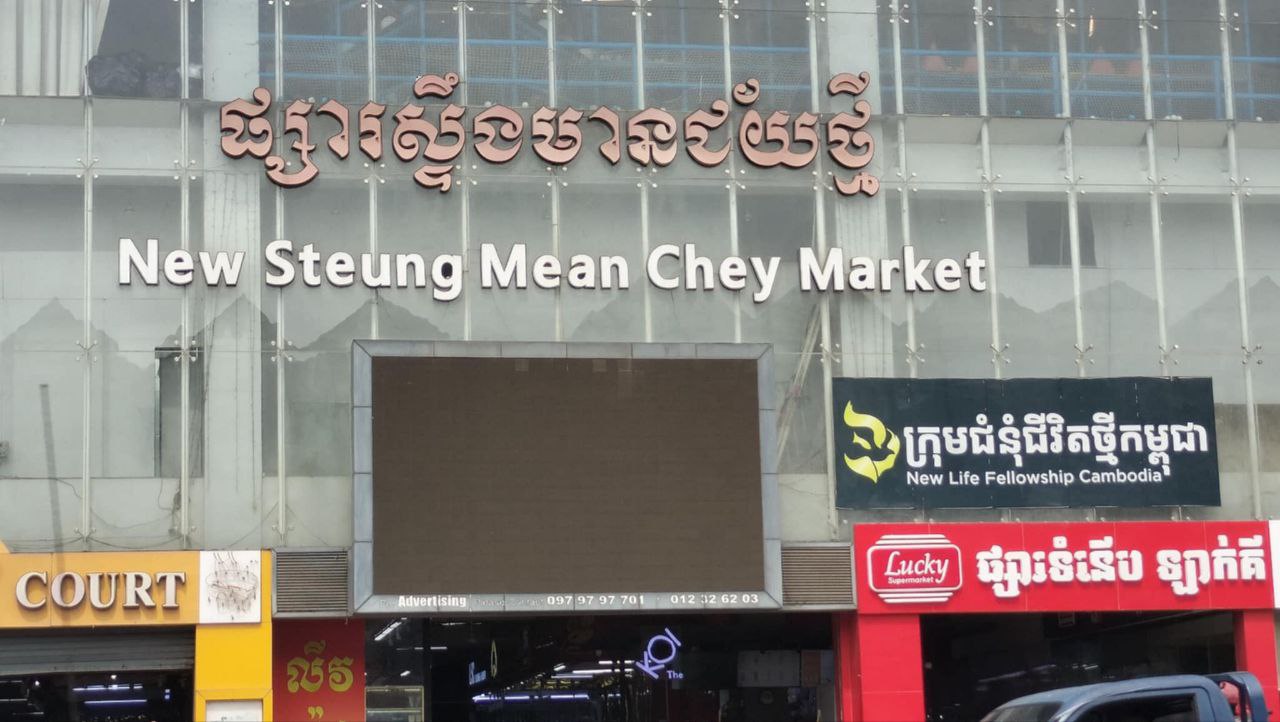 ផ្សារស្ទឹងមានជ័យថ្មី
New Steung Mean Chey Market
ក្រុមជំនុំជីវិតថ្មីកម្ពុជា
New Life Fellowship Cambodia
Lucky
Supermarket
ផ្សារទំនើប ឡាក់គី
COURT
Advertising
097 97 97 701
012 32 62 03
លីវ
KOI
The